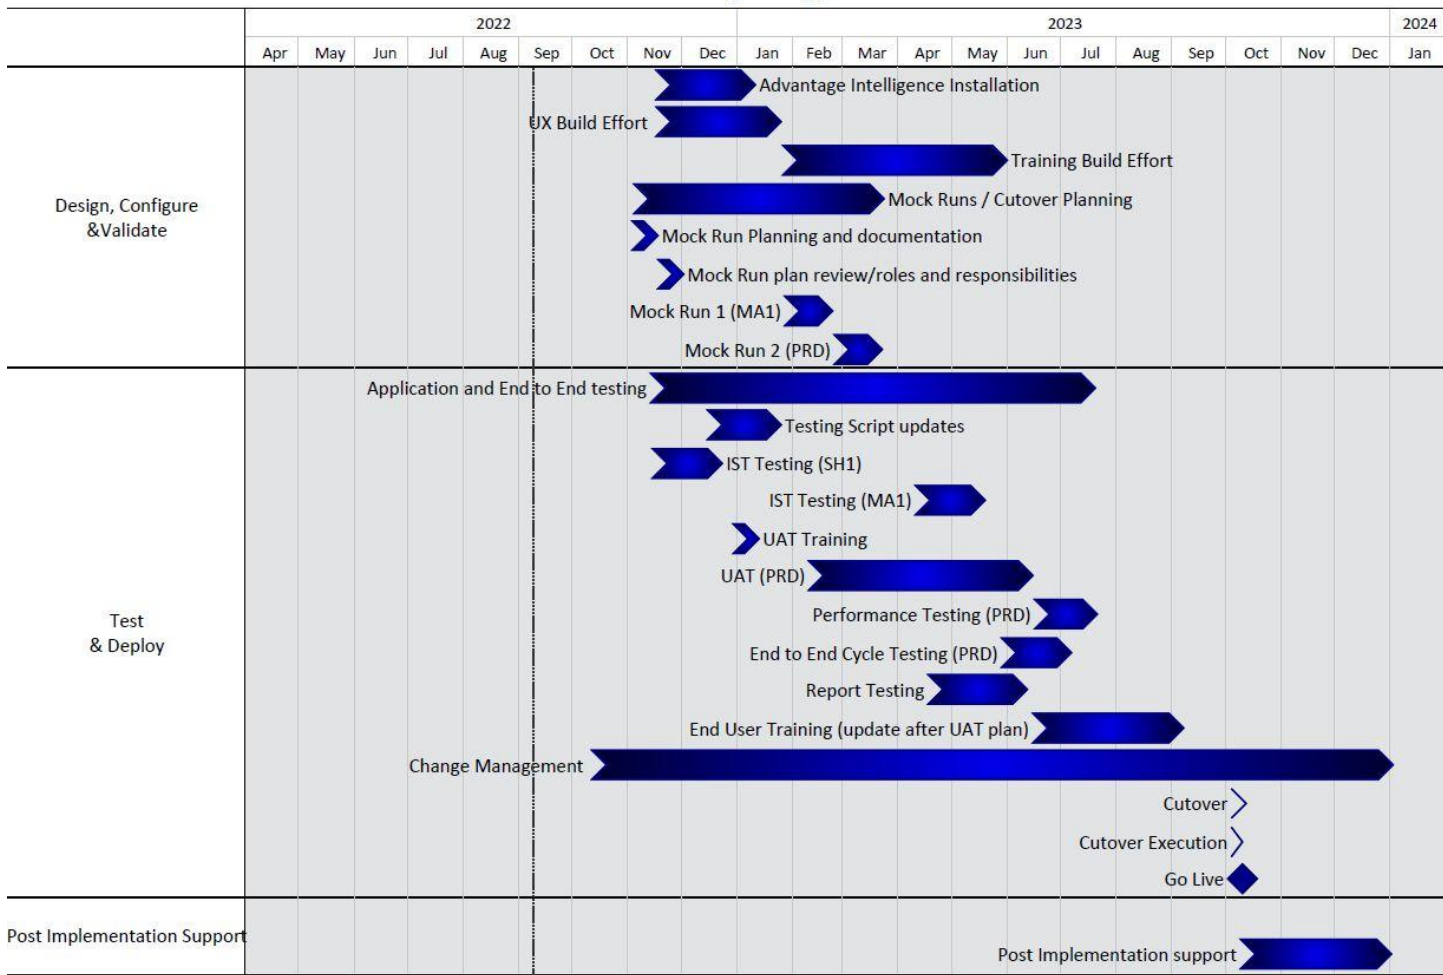 2022 2023 2024
Apr May Jun Jul Aug Sep Oct Nov Dec Jan Feb Mar Apr May Jun Jul Aug Sep Oct Nov Dec Jan
Design, Configure
&Validate
Advantage Intelligence Installation
UX Build Effort
Training Build Effort
Mock Runs / Cutover Planning
Mock Run Planning and documentation
Mock Run plan review/roles and responsibilities
Mock Run 1 (MA1)
Mock Run 2 (PRD)
Test
& Deploy
Application and End to End testing
Testing Script updates
IST Testing (SH1)
IST Testing (MA1)
UAT Training
UAT (PRD)
Performance Testing (PRD)
End to End Cycle Testing (PRD)
Report Testing
End User Training (update after UAT plan)
Change Management
Cutover
Cutover Execution
Go Live
Post Implementation Support
Post Implementation support